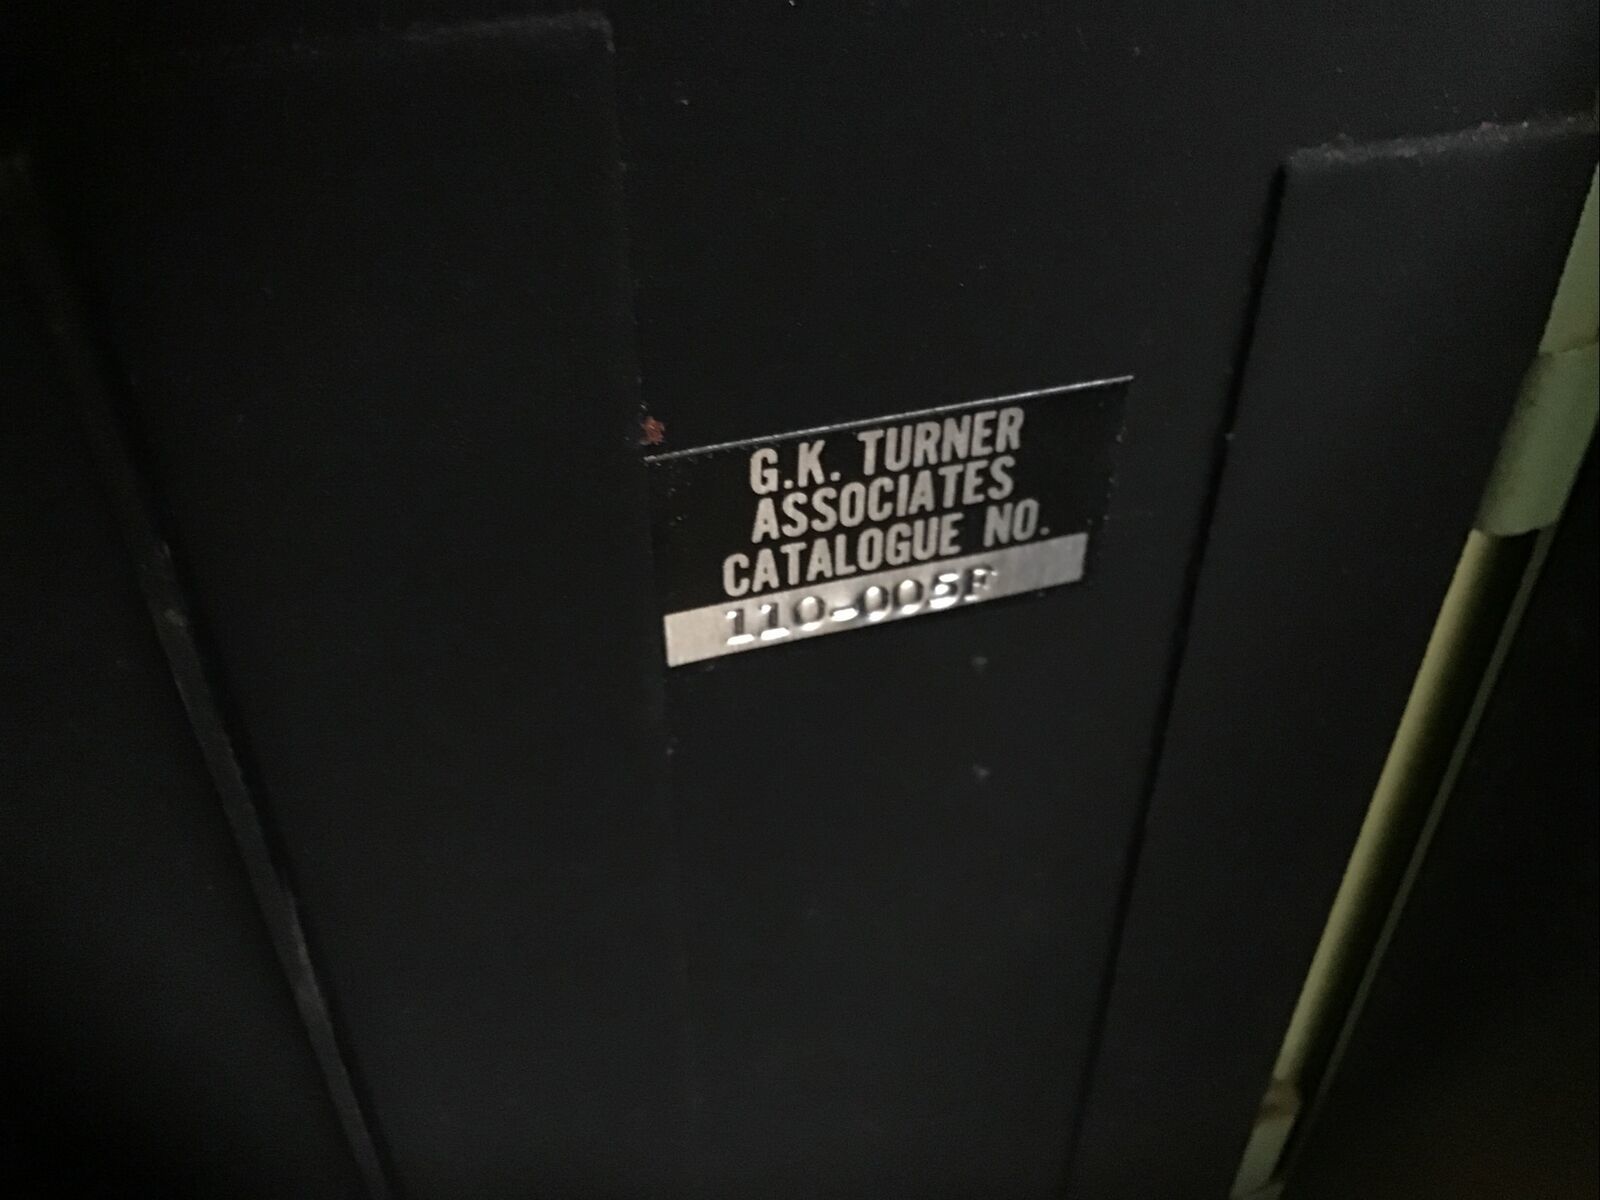 G.K. TURNER
ASSOCIATES
CATALOGUE NO.
110-005F